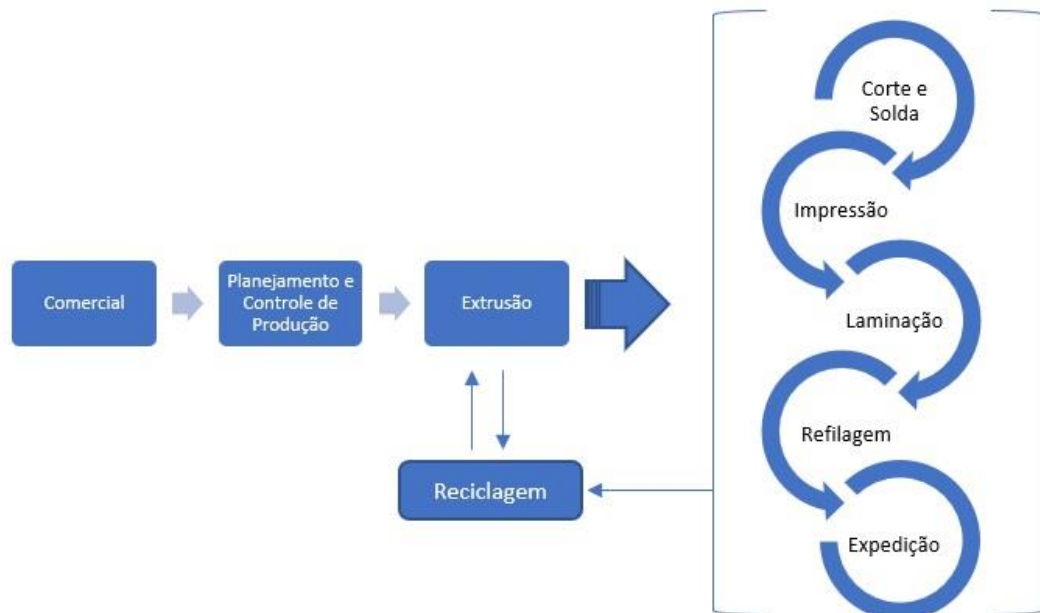 Comercial
Planejamento e
Controle de
Produção
Extrusão
Reciclagem
Corte e
Solda
Impressão
Laminação
Refilagem
Expedição